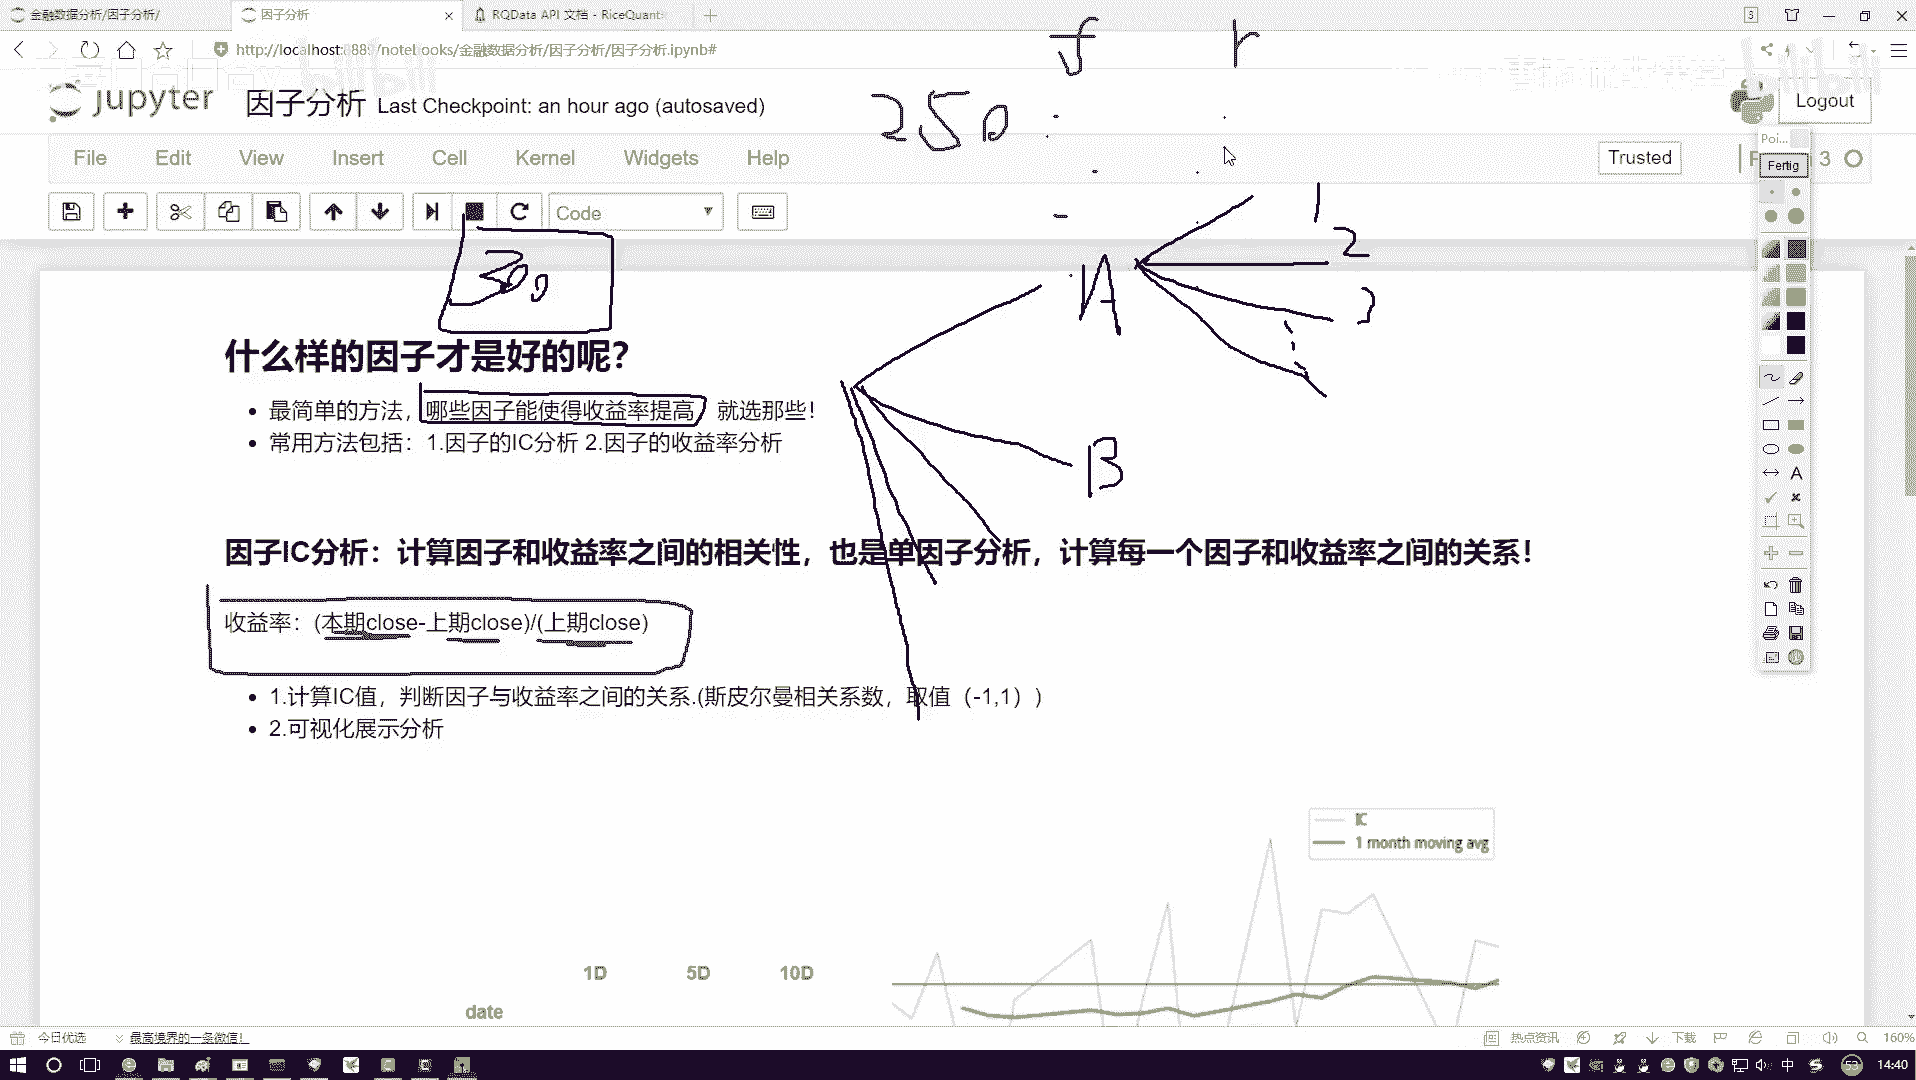 金融数据分析/因子分析/
因子分析
RQData API 文档 - RiceQuant
http://localhost:8889/notebooks/金融数据分析/因子分析/因子分析.ipynb#
bilibili
bilibili
f r
jupyter 因子分析 Last Checkpoint: an hour ago (autosaved)
Logout
250
File Edit View Insert Cell Kernel Widgets Help
Trusted
3
Poi...
Fertig
Code
1
2
3
300
A
B
什么样的因子才是好的呢？
最简单的方法，哪些因子能使得收益率提高 就选那些！
常用方法包括：1.因子的IC分析 2.因子的收益率分析
因子IC分析：计算因子和收益率之间的相关性，也是单因子分析，计算每一个因子和收益率之间的关系！
收益率：(本期close-上期close)/(上期close)
1.计算IC值，判断因子与收益率之间的关系.(斯皮尔曼相关系数，取值（-1,1）)
2.可视化展示分析
IC
1 month moving avg
1D 5D 10D
date
今日优选
最高境界的一条微信！
热点资讯
下载
160%
中
53
14:40